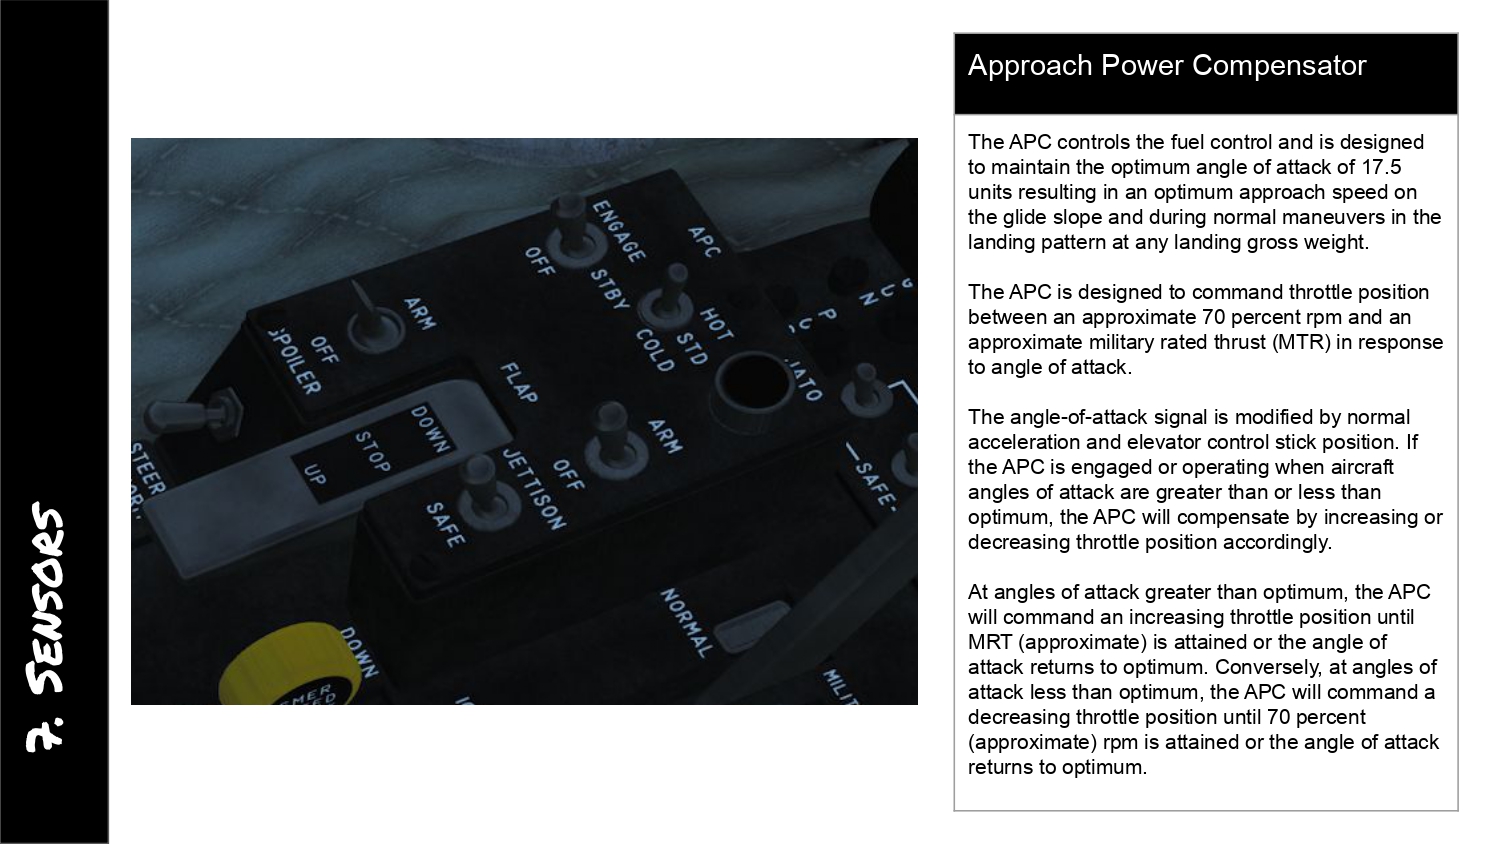 7. SENSORS
ENGAGE
APC
OFF
STBY
ARM
HOT
STD
COLD
OFF
SPOILER
FLAP
JATO
DOWN
STOP
UP
ARM
OFF
JETTISON
SAFE
STEER
SAFE
NORMAL
DOWN
Approach Power Compensator
The APC controls the fuel control and is designed
to maintain the optimum angle of attack of 17.5
units resulting in an optimum approach speed on
the glide slope and during normal maneuvers in the
landing pattern at any landing gross weight.
The APC is designed to command throttle position
between an approximate 70 percent rpm and an
approximate military rated thrust (MTR) in response
to angle of attack.
The angle-of-attack signal is modified by normal
acceleration and elevator control stick position. If
the APC is engaged or operating when aircraft
angles of attack are greater than or less than
optimum, the APC will compensate by increasing or
decreasing throttle position accordingly.
At angles of attack greater than optimum, the APC
will command an increasing throttle position until
MRT (approximate) is attained or the angle of
attack returns to optimum. Conversely, at angles of
attack less than optimum, the APC will command a
decreasing throttle position until 70 percent
(approximate) rpm is attained or the angle of attack
returns to optimum.